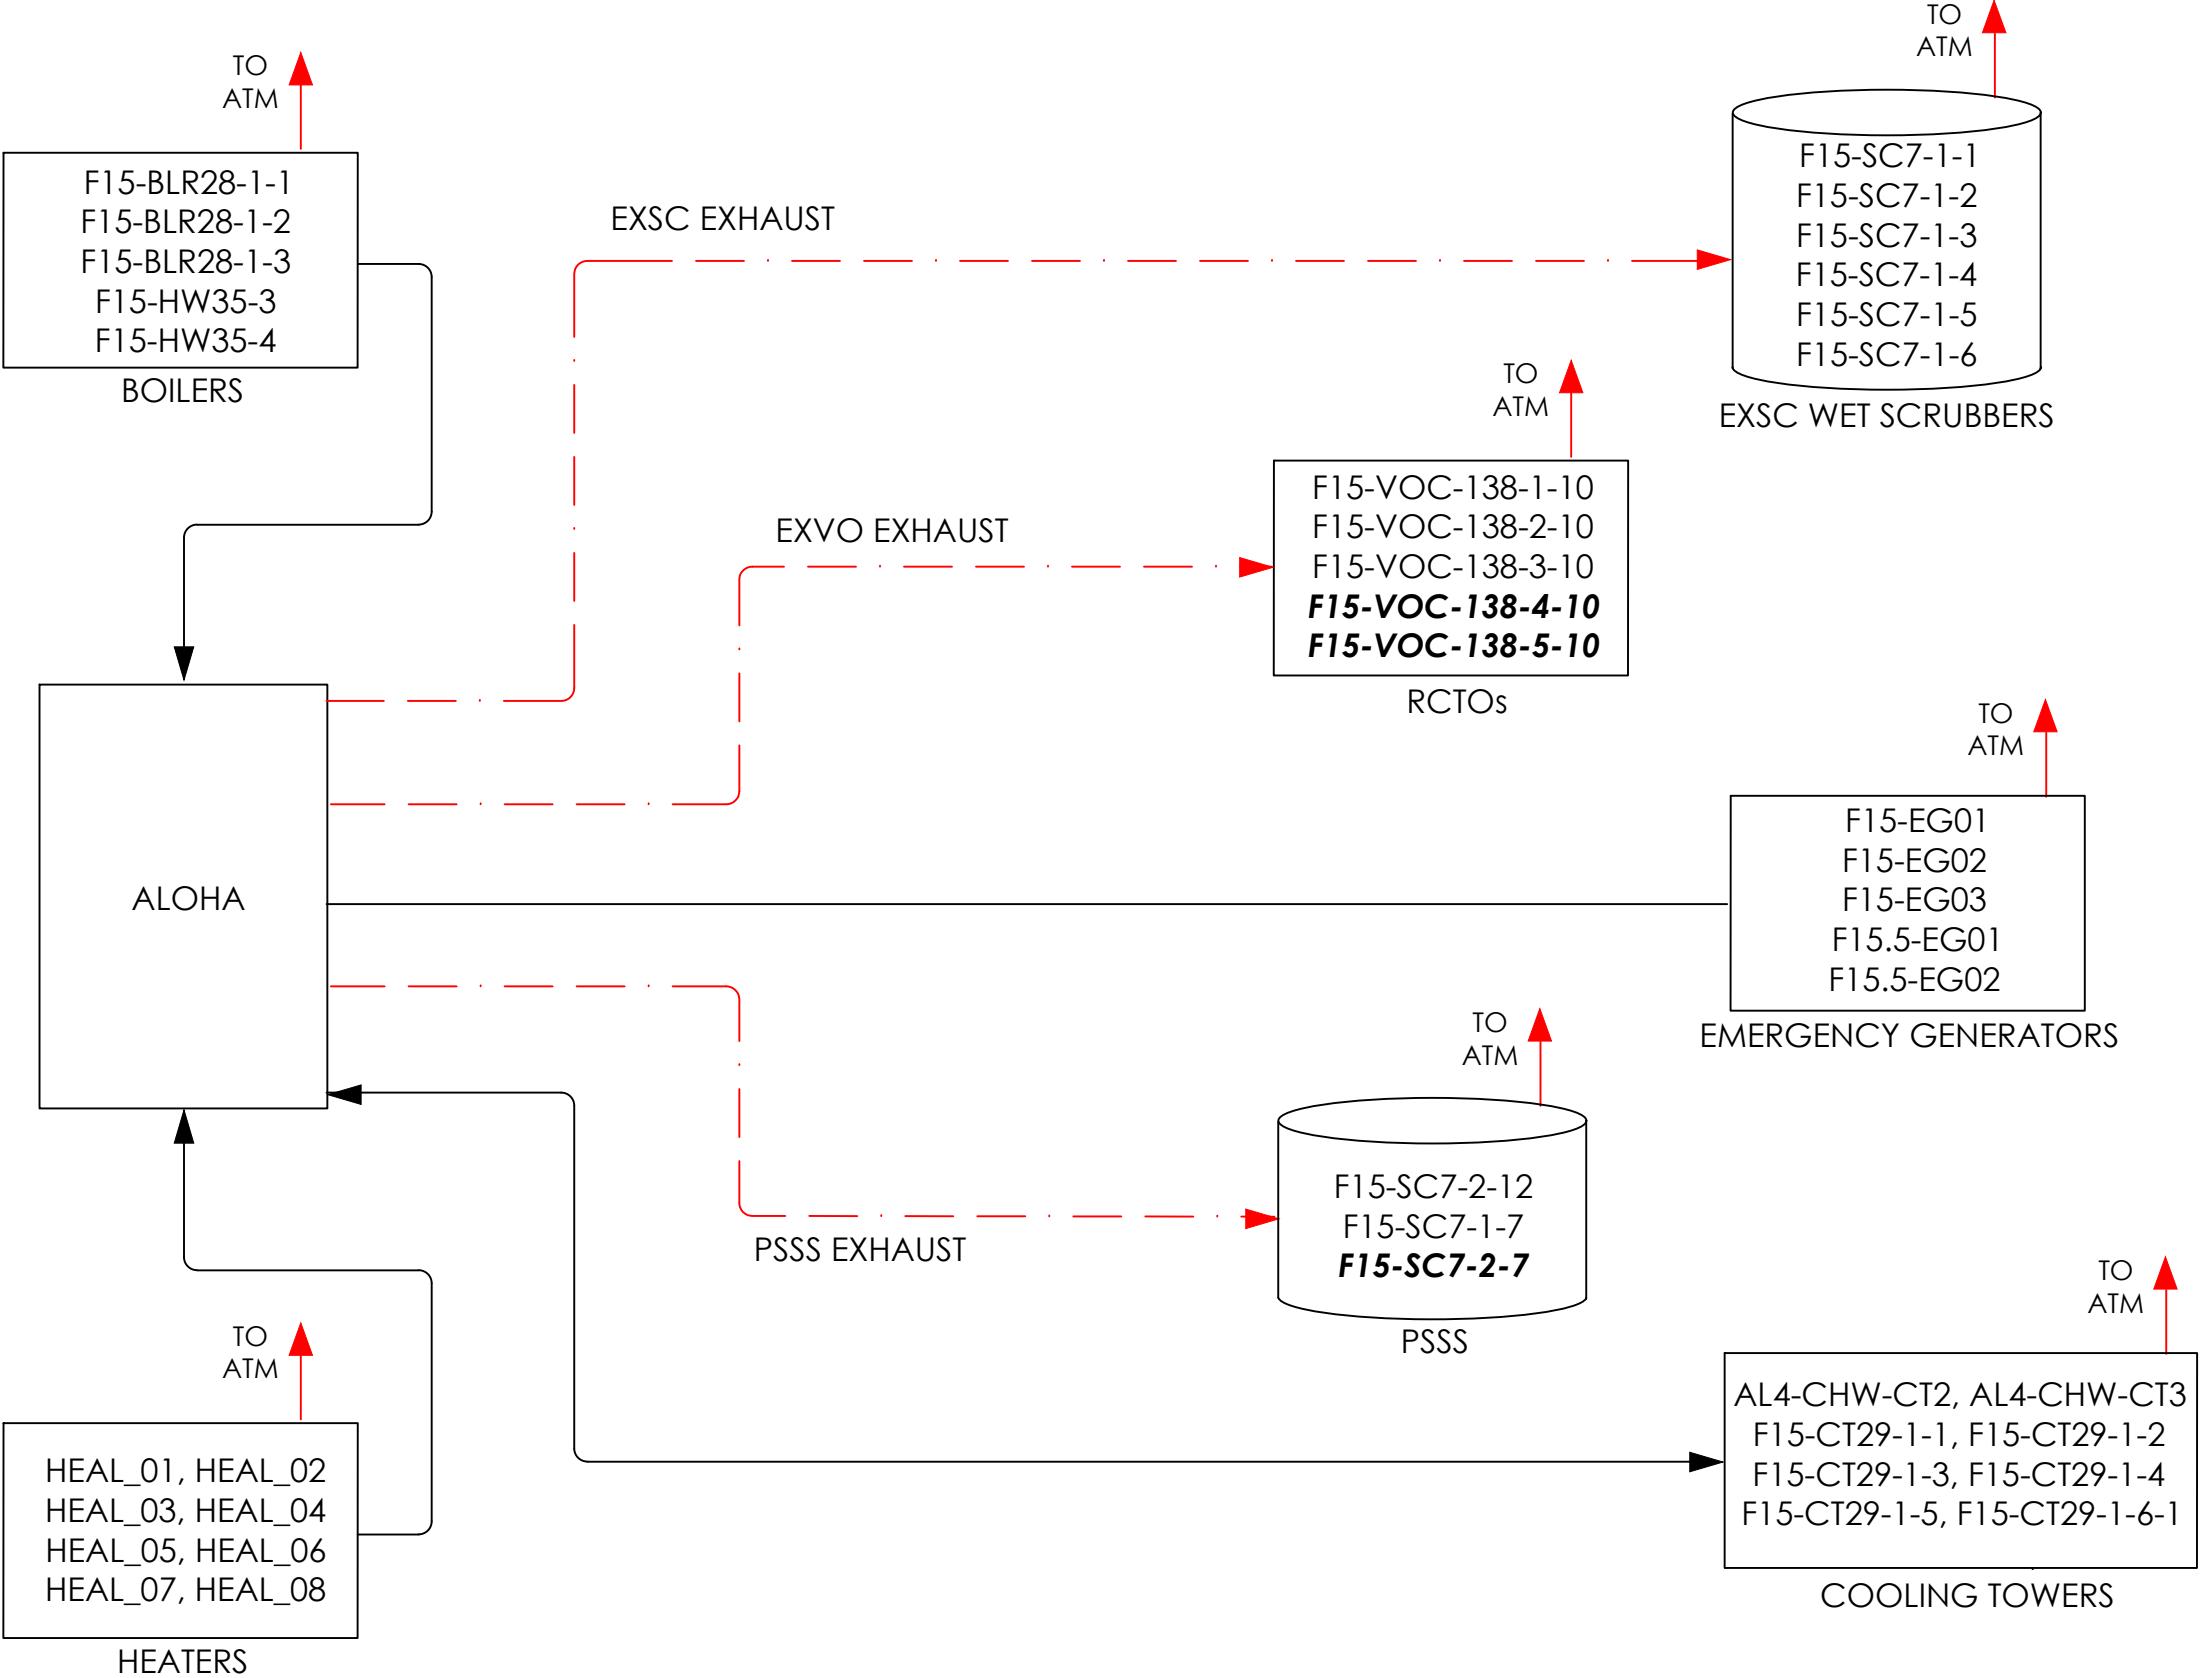 TO
ATM
F15-BLR28-1-1
F15-BLR28-1-2
F15-BLR28-1-3
F15-HW35-3
F15-HW35-4
BOILERS
EXSC EXHAUST
TO
ATM
F15-SC7-1-1
F15-SC7-1-2
F15-SC7-1-3
F15-SC7-1-4
F15-SC7-1-5
F15-SC7-1-6
EXSC WET SCRUBBERS
EXVO EXHAUST
TO
ATM
F15-VOC-138-1-10
F15-VOC-138-2-10
F15-VOC-138-3-10
F15-VOC-138-4-10
F15-VOC-138-5-10
RCTOs
ALOHA
TO
ATM
F15-EG01
F15-EG02
F15-EG03
F15.5-EG01
F15.5-EG02
EMERGENCY GENERATORS
PSSS EXHAUST
TO
ATM
F15-SC7-2-12
F15-SC7-1-7
F15-SC7-2-7
PSSS
TO
ATM
HEAL_01, HEAL_02
HEAL_03, HEAL_04
HEAL_05, HEAL_06
HEAL_07, HEAL_08
HEATERS
TO
ATM
AL4-CHW-CT2, AL4-CHW-CT3
F15-CT29-1-1, F15-CT29-1-2
F15-CT29-1-3, F15-CT29-1-4
F15-CT29-1-5, F15-CT29-1-6-1
COOLING TOWERS